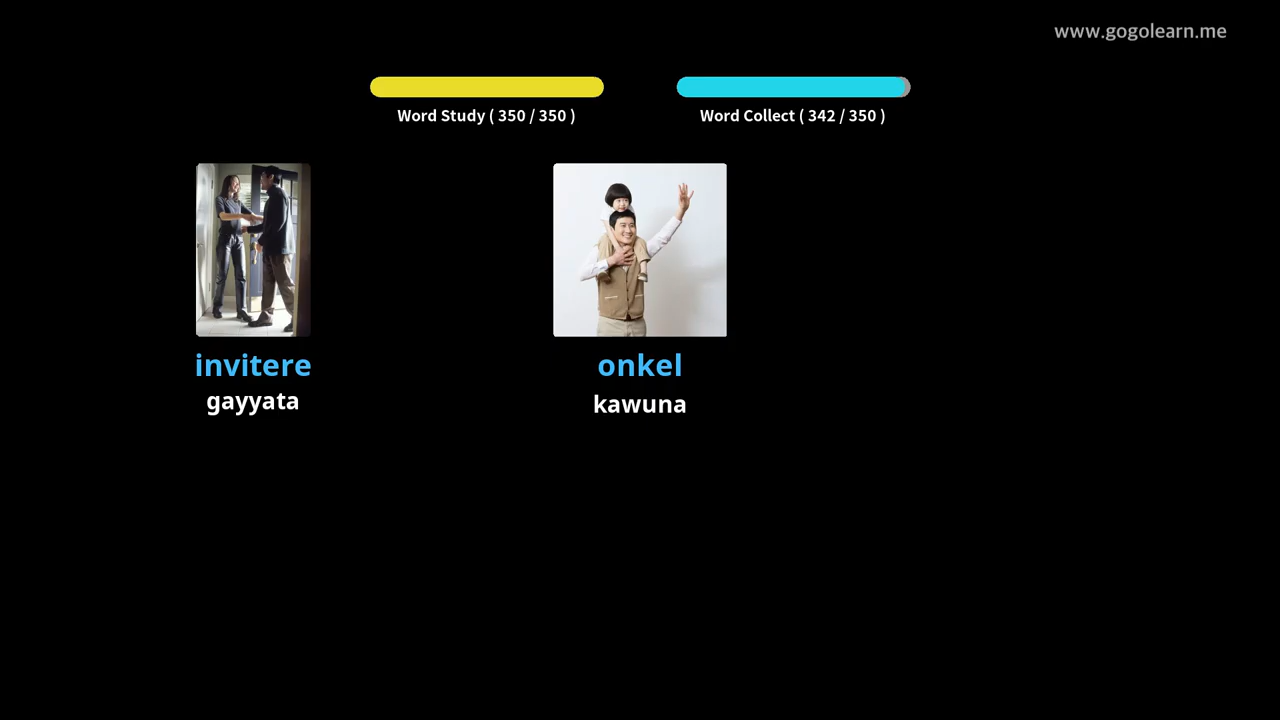 www.gogolearn.me
Word Study ( 350 / 350 )
Word Collect ( 342 / 350 )
invitere
gayyata
onkel
kawuna